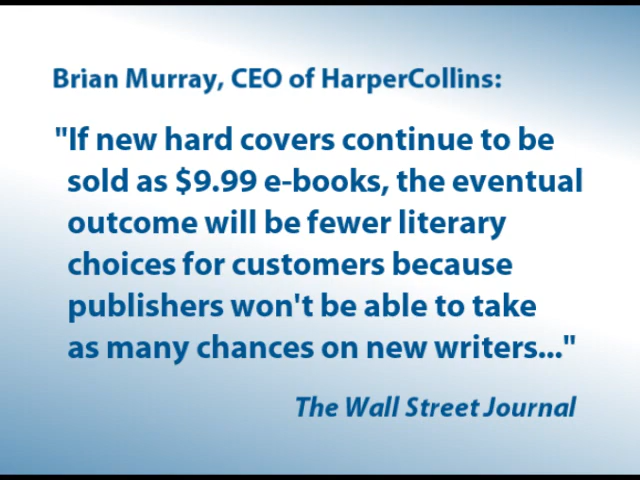 Brian Murray, CEO of HarperCollins:
"If new hard covers continue to be
sold as $9.99 e-books, the eventual
outcome will be fewer literary
choices for customers because
publishers won't be able to take
as many chances on new writers..."
The Wall Street Journal